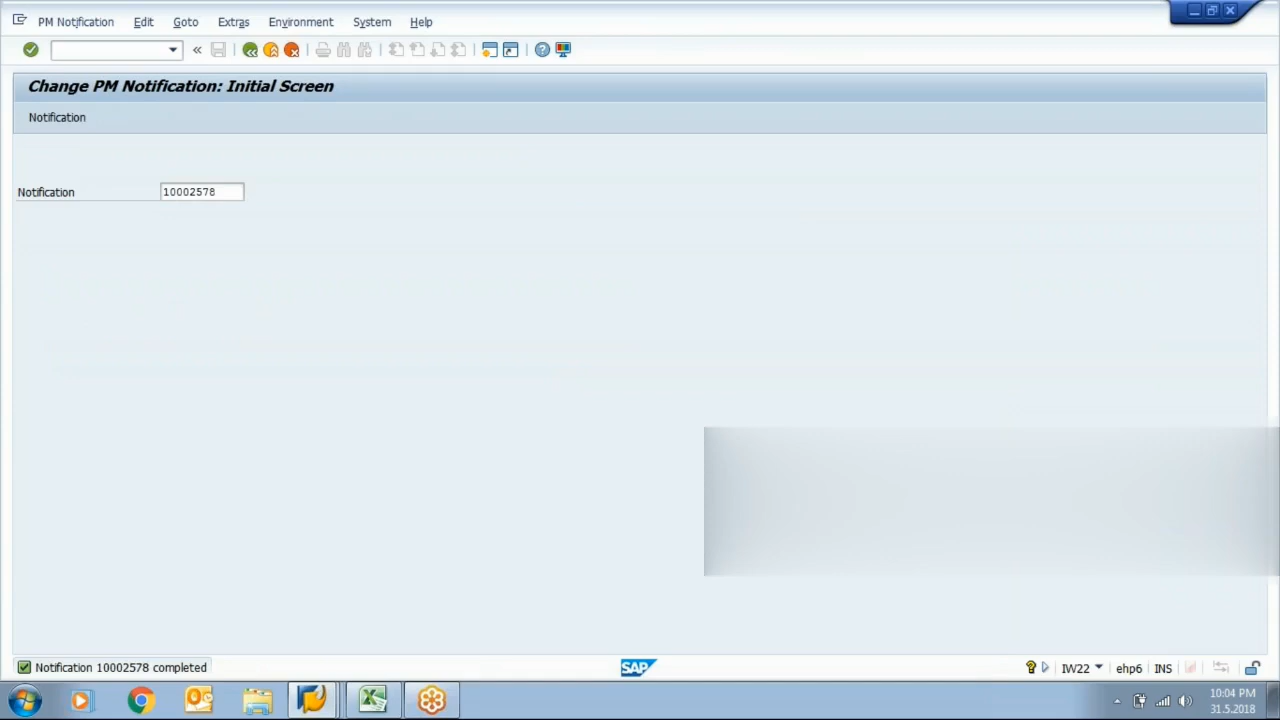 PM Notification Edit Goto Extras Environment System Help
Change PM Notification: Initial Screen
Notification
Notification 10002578
Notification 10002578 completed
SAP
IW22 ehp6 INS
10:04 PM
31.5.2018